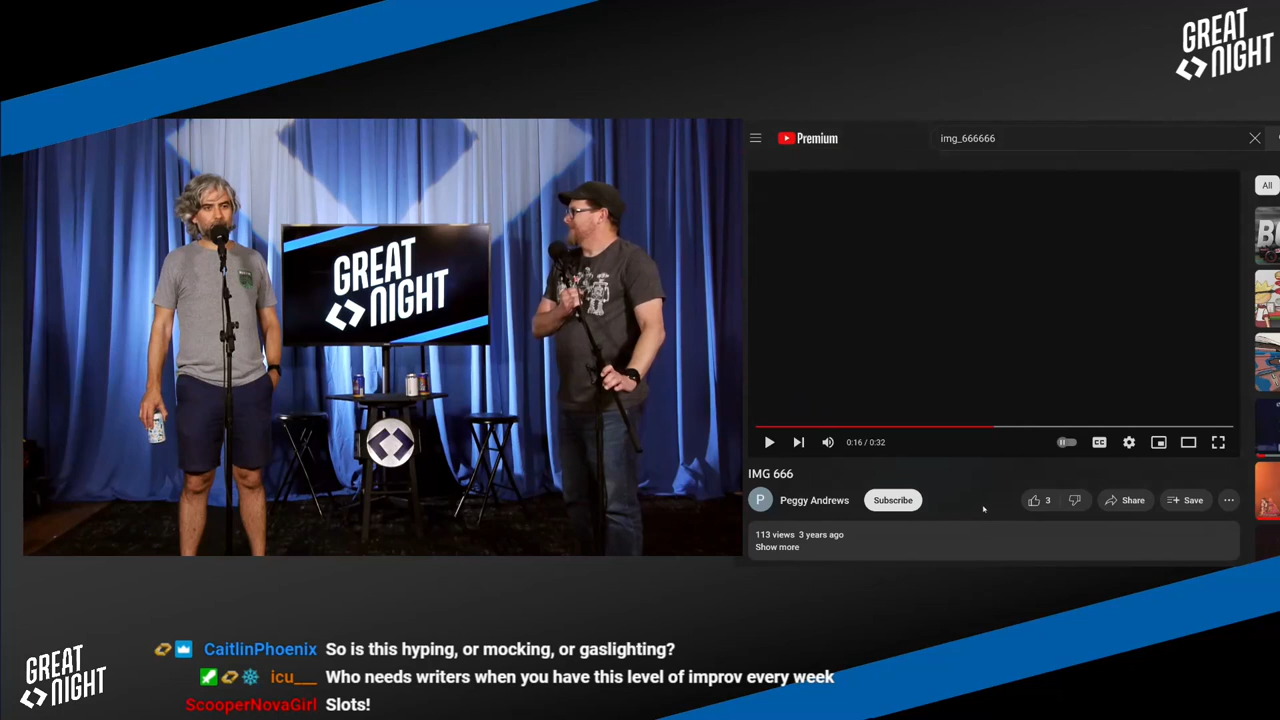 GREAT
NIGHT
Premium
img_666666
All
GREAT
NIGHT
0:16 / 0:32
CC
IMG 666
P Peggy Andrews Subscribe 3 Share Save
113 views 3 years ago
Show more
GREAT
NIGHT
CaitlinPhoenix So is this hyping, or mocking, or gaslighting?
icu___ Who needs writers when you have this level of improv every week
ScooperNovaGirl Slots!